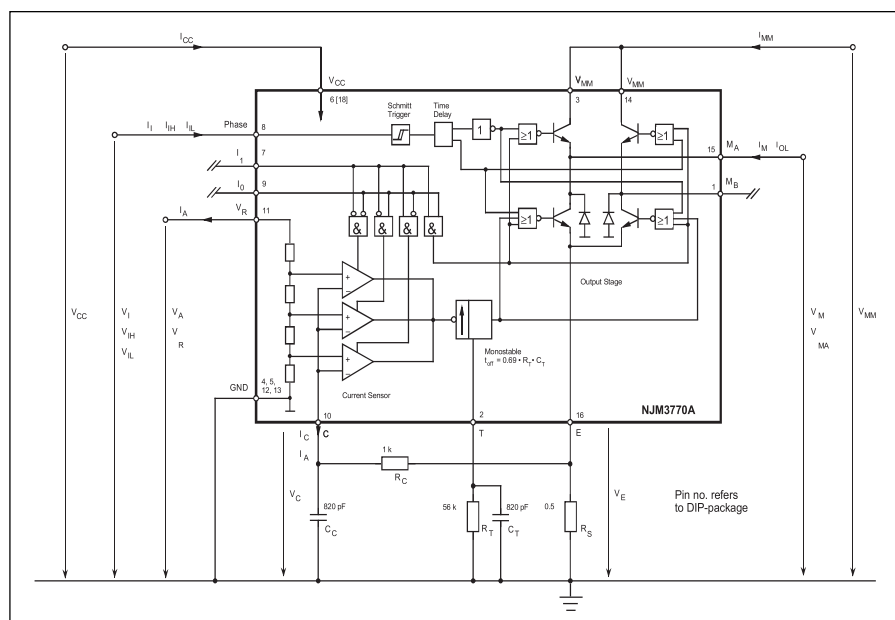 I CC
I MM
V CC
V MM
V MM
6 [18]
3
14
Schmitt Trigger
Time Delay
I I I IH I IL
Phase
8
1
≥1
≥1
15
M A
I M I OL
I 1
7
I 0
9
1
M B
I A
V R
11
& & & &
≥1
≥1
+
–
Output Stage
+
–
V CC
V I
V IH
V IL
V A
V R
V M
V MA
V MM
Monostable
t off = 0.69 • R T • C T
+
–
GND
4, 5,
12, 13
Current Sensor
NJM3770A
10
2
16
I C
C
T
E
I A
1 k
R C
V C
V E
Pin no. refers
to DIP-package
820 pF
56 k
820 pF
0.5
C C
R T
C T
R S